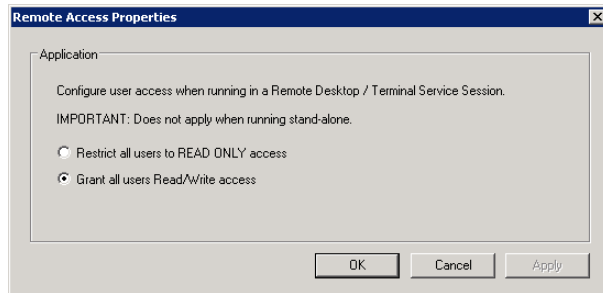 Remote Access Properties
Application
Configure user access when running in a Remote Desktop / Terminal Service Session.
IMPORTANT: Does not apply when running stand-alone.
Restrict all users to READ ONLY access
Grant all users Read/Write access
OK Cancel Apply